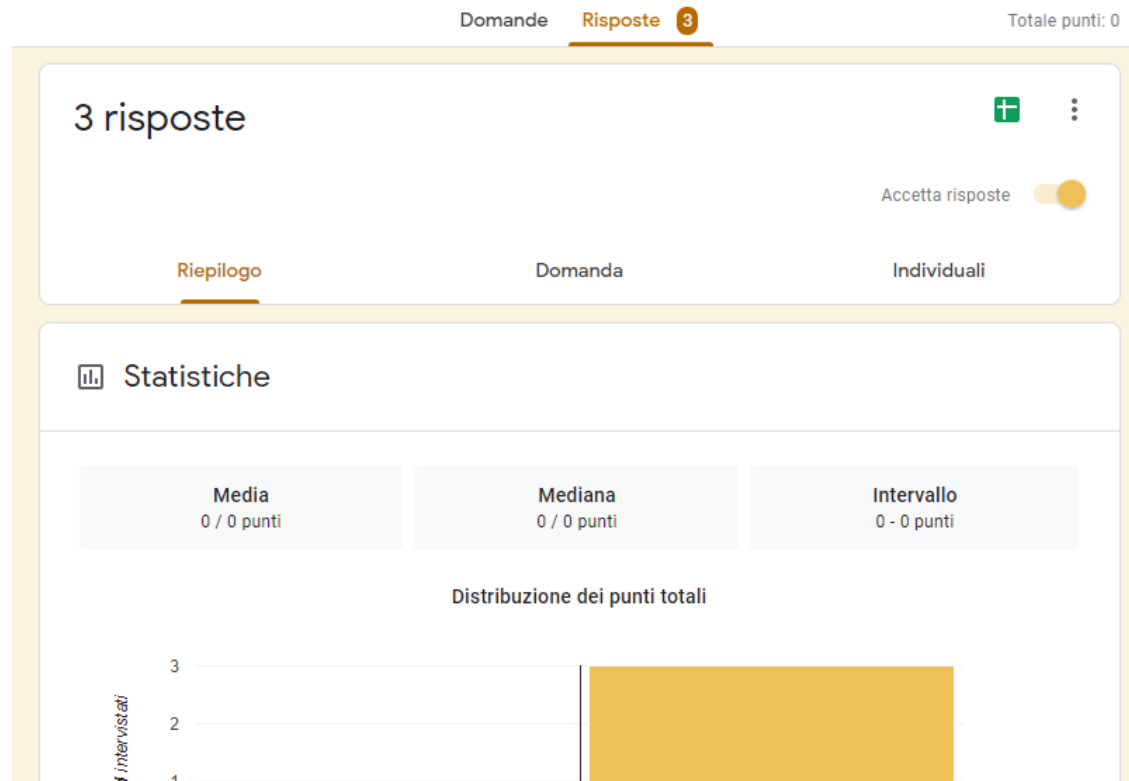 Domande Risposte 3 Totale punti: 0
3 risposte
Accetta risposte
Riepilogo Domanda Individuali
Statistiche
Media Mediana Intervallo
0 / 0 punti 0 / 0 punti 0 - 0 punti
Distribuzione dei punti totali
3
2
1
intervistati